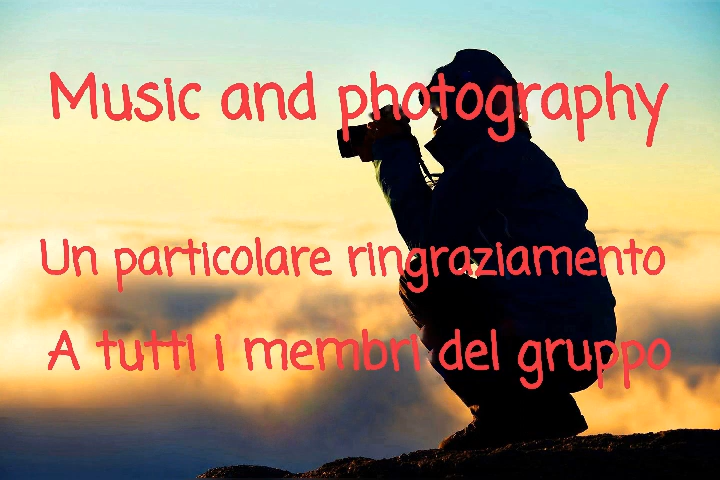 Music and photography
Un particolare ringraziamento
A tutti i membri del gruppo